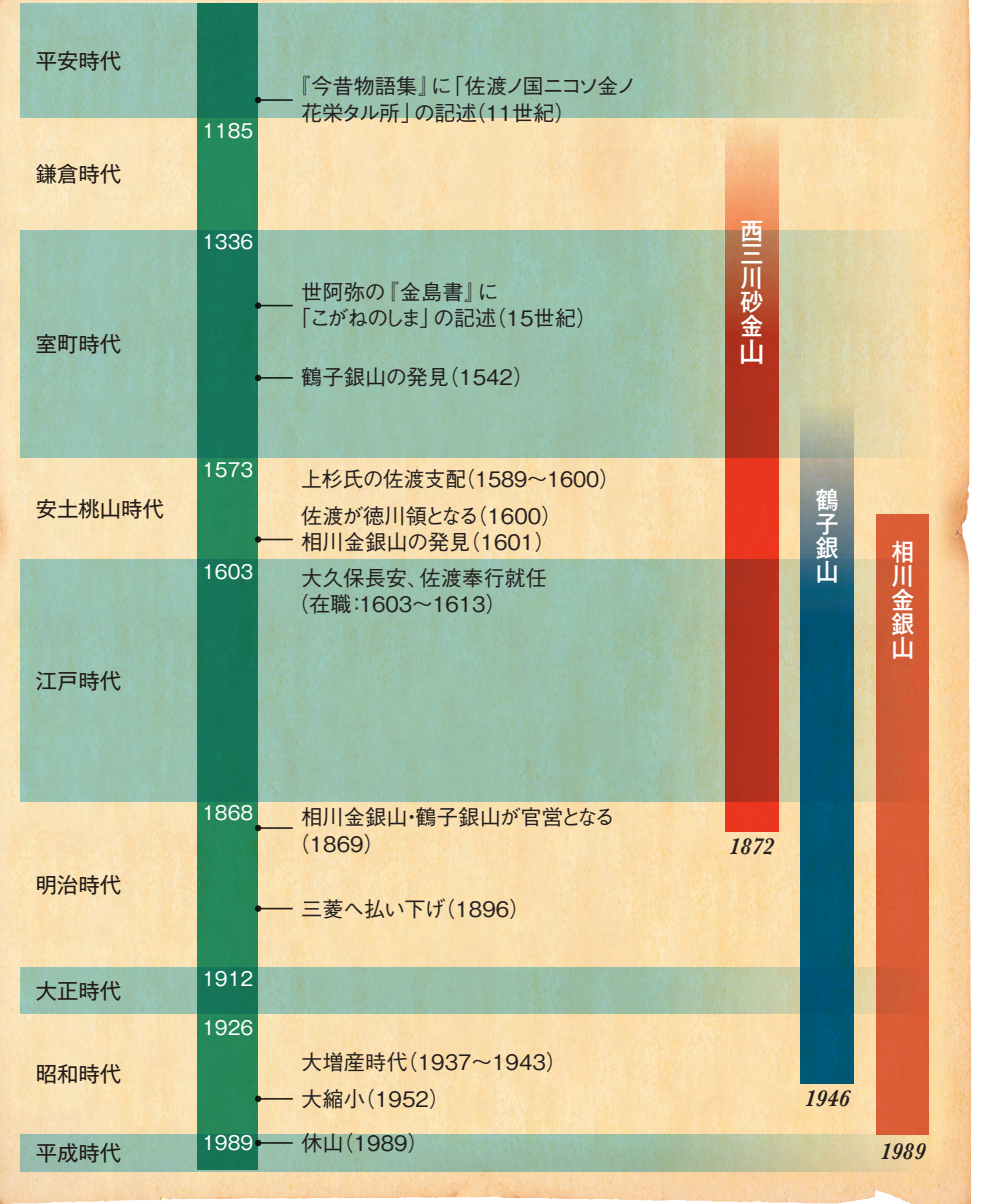 平安時代
『今昔物語集』に「佐渡ノ国ニコソ金ノ
花栄タル所」の記述(11世紀)
1185
鎌倉時代
1336
世阿弥の『金島書』に
「こがねのしま」の記述(15世紀)
室町時代
鶴子銀山の発見(1542)
1573
上杉氏の佐渡支配(1589〜1600)
安土桃山時代
佐渡が徳川領となる(1600)
相川金銀山の発見(1601)
1603
大久保長安、佐渡奉行就任
(在職:1603〜1613)
江戸時代
1868
相川金銀山・鶴子銀山が官営となる
(1869)
明治時代
三菱へ払い下げ(1896)
1912
大正時代
1926
大増産時代(1937〜1943)
昭和時代
大縮小(1952)
1989
休山(1989)
平成時代
西三川砂金山
1872
鶴子銀山
1946
相川金銀山
1989